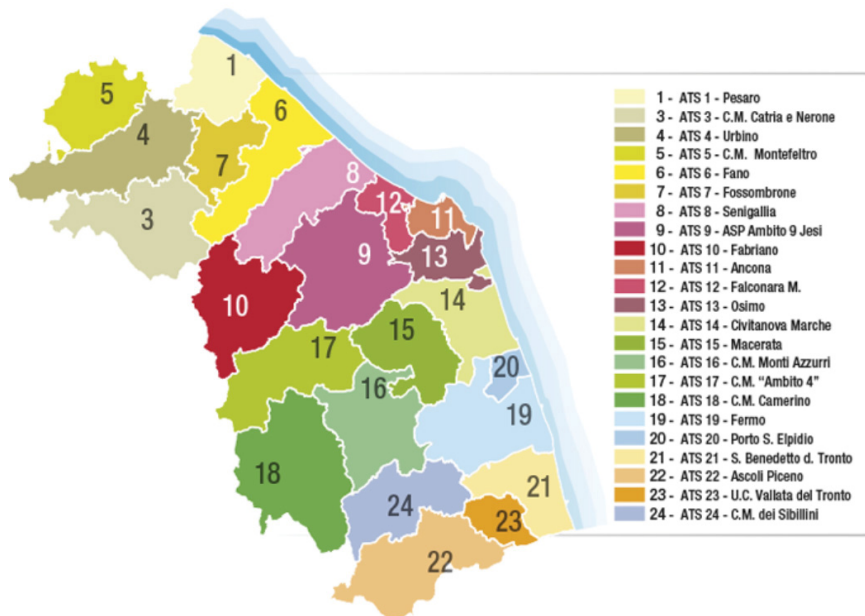 1
5
6
4
7
8
3
12
11
9
13
10
14
15
17
20
16
19
18
21
24
23
22
1 - ATS 1 - Pesaro
3 - ATS 3 - C.M. Catria e Nerone
4 - ATS 4 - Urbino
5 - ATS 5 - C.M. Montefeltro
6 - ATS 6 - Fano
7 - ATS 7 - Fossombrone
8 - ATS 8 - Senigallia
9 - ATS 9 - ASP Ambito 9 Jesi
10 - ATS 10 - Fabriano
11 - ATS 11 - Ancona
12 - ATS 12 - Falconara M.
13 - ATS 13 - Osimo
14 - ATS 14 - Civitanova Marche
15 - ATS 15 - Macerata
16 - ATS 16 - C.M. Monti Azzurri
17 - ATS 17 - C.M. "Ambito 4"
18 - ATS 18 - C.M. Camerino
19 - ATS 19 - Fermo
20 - ATS 20 - Porto S. Elpidio
21 - ATS 21 - S. Benedetto d. Tronto
22 - ATS 22 - Ascoli Piceno
23 - ATS 23 - U.C. Vallata del Tronto
24 - ATS 24 - C.M. dei Sibillini